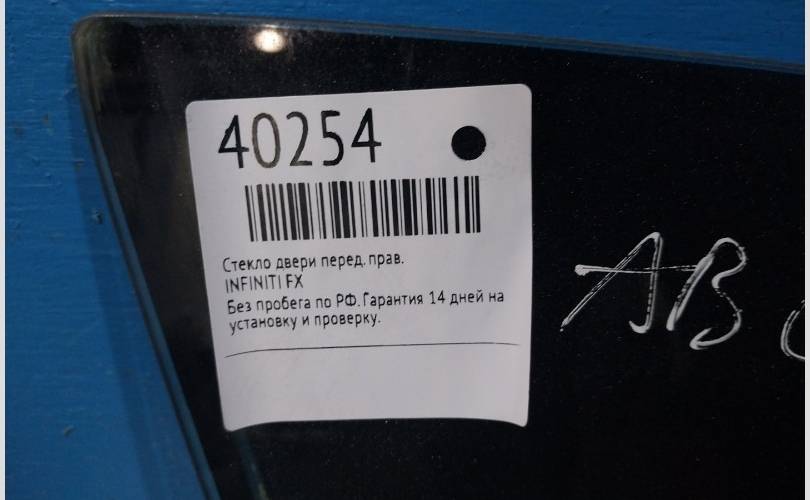 40254
Стекло двери перед. прав.
INFINITI FX
Без пробега по РФ. Гарантия 14 дней на
установку и проверку.
АВ